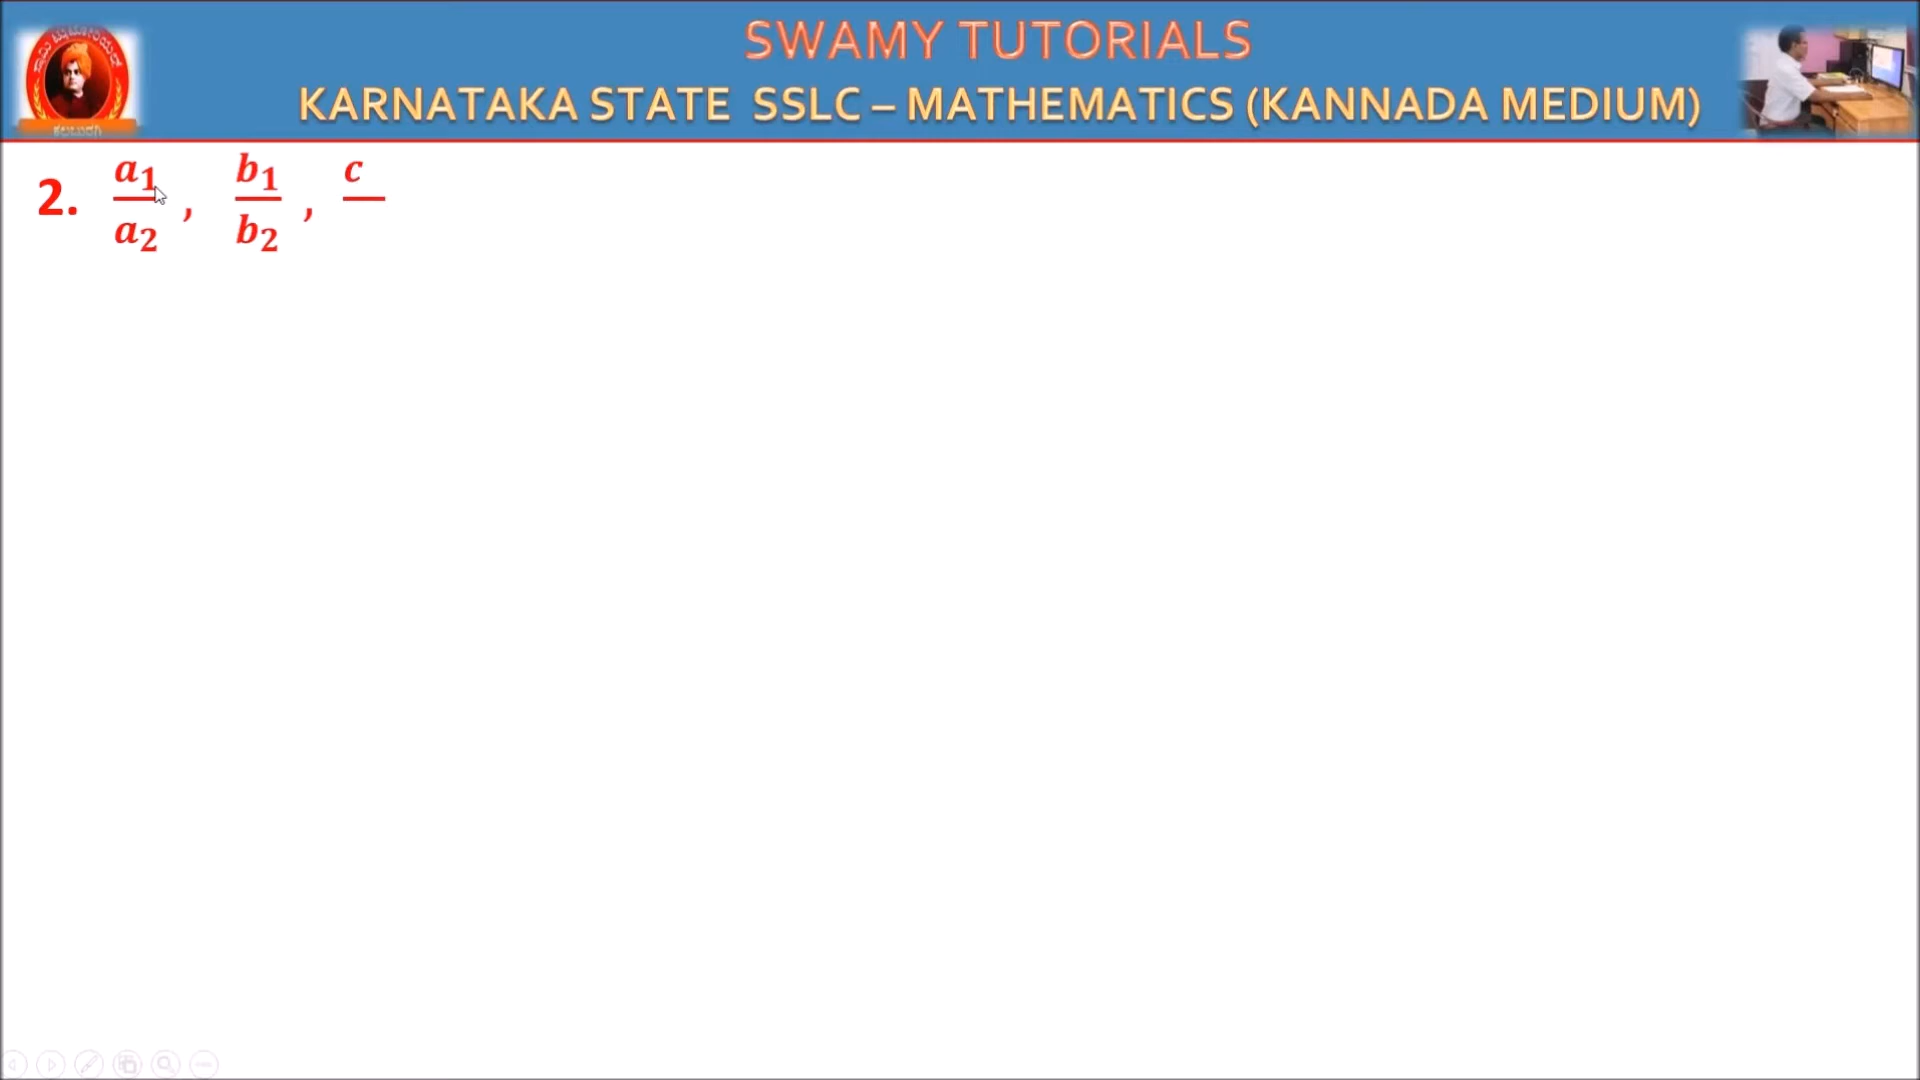 SWAMY TUTORIALS
KARNATAKA STATE SSLC – MATHEMATICS (KANNADA MEDIUM)
2. a₁/a₂ , b₁/b₂ , c/